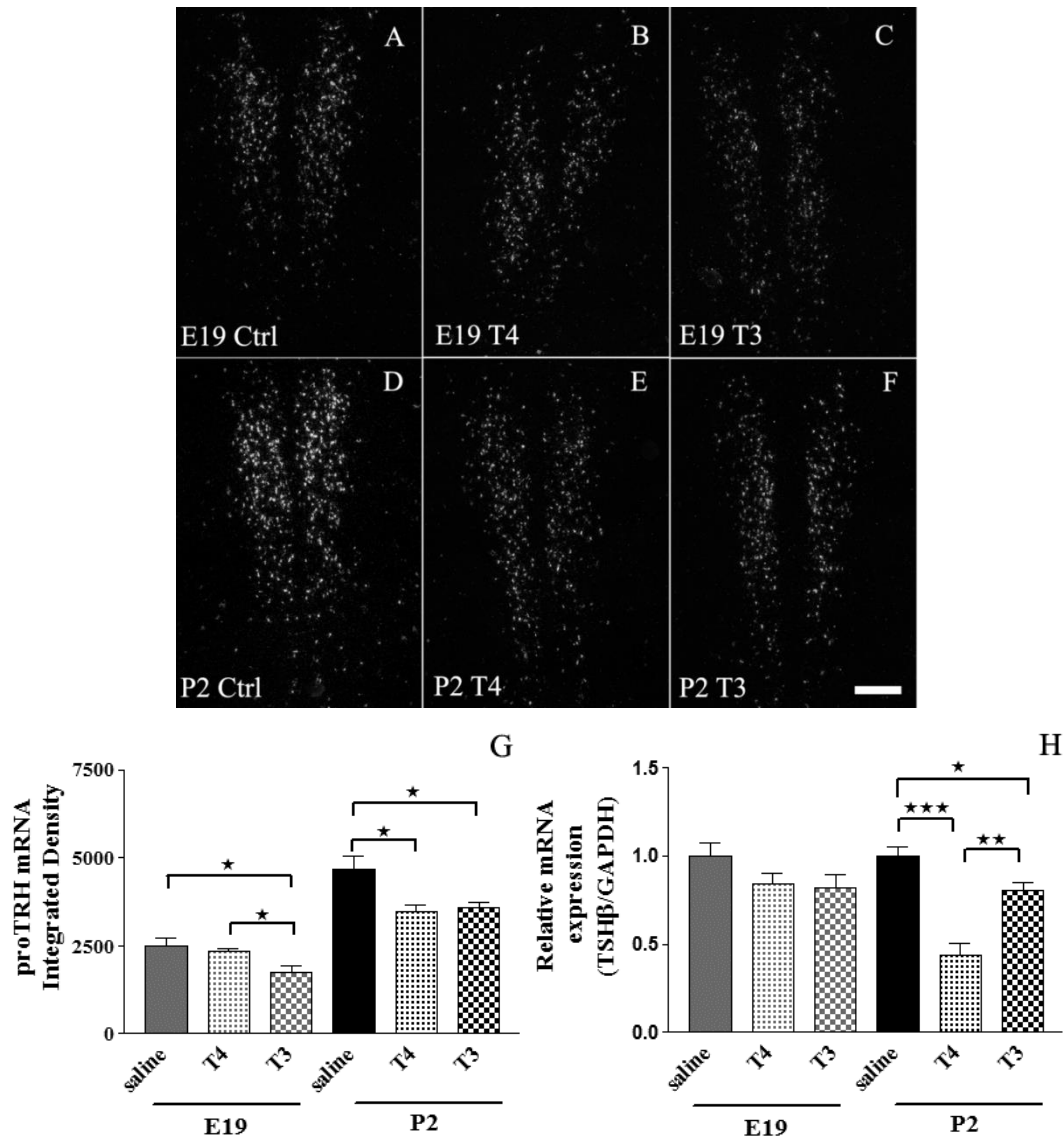 A
B
C
E19 Ctrl
E19 T4
E19 T3
D
E
F
P2 Ctrl
P2 T4
P2 T3
G
proTRH mRNA
Integrated Density
7500
5000
2500
0
★
★
★
★
saline
T4
T3
saline
T4
T3
E19
P2
H
Relative mRNA
expression
(TSHβ/GAPDH)
1.5
1.0
0.5
0.0
★
★★★
★★
saline
T4
T3
saline
T4
T3
E19
P2